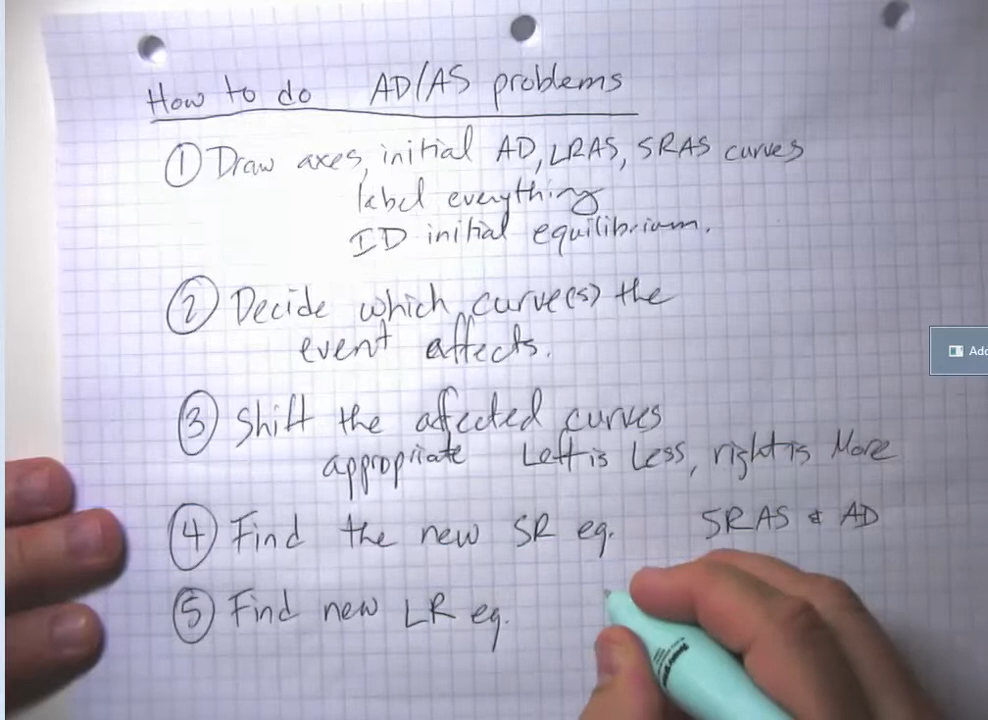 How to do AD/AS problems
① Draw axes, initial AD, LRAS, SRAS curves
label everything
ID initial equilibrium.
② Decide which curve(s) the
event affects.
③ Shift the affected curves
appropriate Left is Less, right is More
④ Find the new SR eq. SRAS & AD
⑤ Find new LR eq.
Add